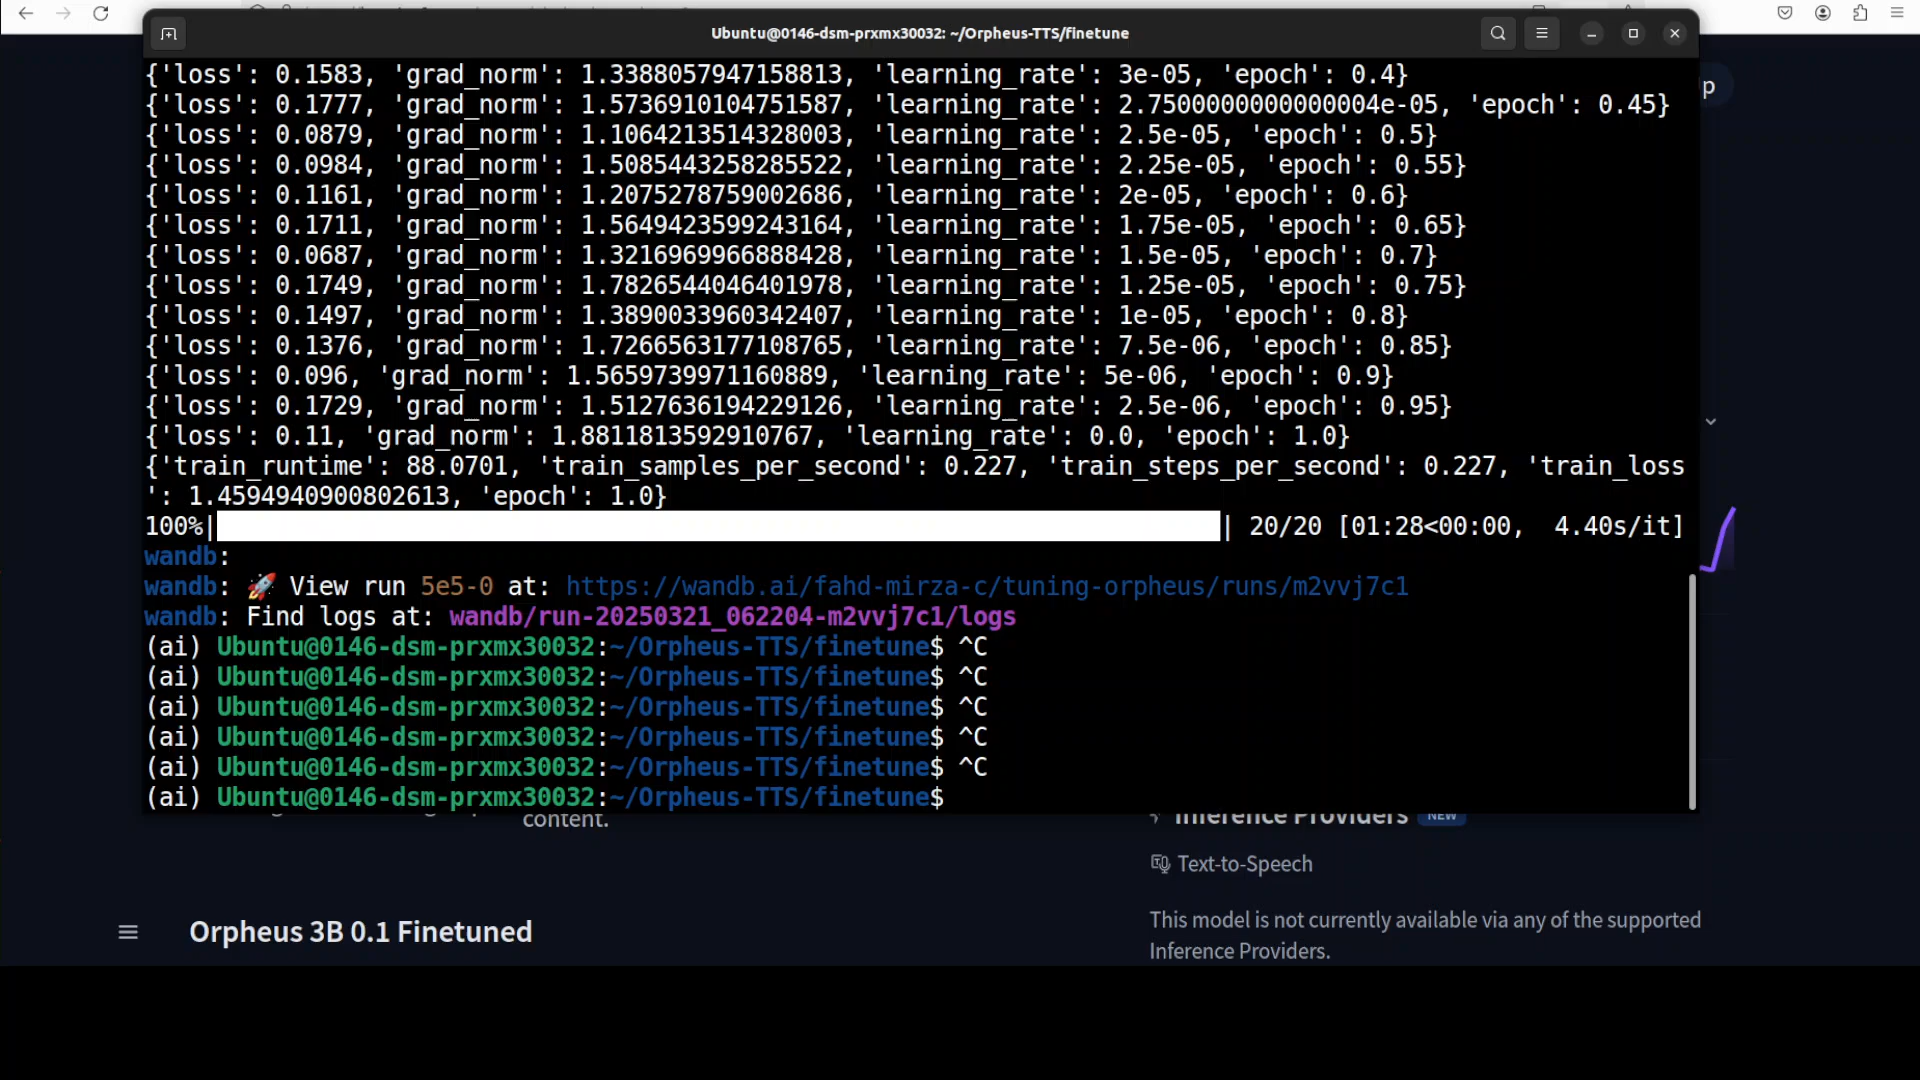 Ubuntu@0146-dsm-prxmx30032: ~/Orpheus-TTS/finetune
{'loss': 0.1583, 'grad_norm': 1.3388057947158813, 'learning_rate': 3e-05, 'epoch': 0.4}
p
{'loss': 0.1777, 'grad_norm': 1.5736910104751587, 'learning_rate': 2.7500000000000004e-05, 'epoch': 0.45}
{'loss': 0.0879, 'grad_norm': 1.1064213514328003, 'learning_rate': 2.5e-05, 'epoch': 0.5}
{'loss': 0.0984, 'grad_norm': 1.5085443258285522, 'learning_rate': 2.25e-05, 'epoch': 0.55}
{'loss': 0.1161, 'grad_norm': 1.2075278759002686, 'learning_rate': 2e-05, 'epoch': 0.6}
{'loss': 0.1711, 'grad_norm': 1.5649423599243164, 'learning_rate': 1.75e-05, 'epoch': 0.65}
{'loss': 0.0687, 'grad_norm': 1.3216969966888428, 'learning_rate': 1.5e-05, 'epoch': 0.7}
{'loss': 0.1749, 'grad_norm': 1.7826544046401978, 'learning_rate': 1.25e-05, 'epoch': 0.75}
{'loss': 0.1497, 'grad_norm': 1.3890033960342407, 'learning_rate': 1e-05, 'epoch': 0.8}
{'loss': 0.1376, 'grad_norm': 1.7266563177108765, 'learning_rate': 7.5e-06, 'epoch': 0.85}
{'loss': 0.096, 'grad_norm': 1.5659739971160889, 'learning_rate': 5e-06, 'epoch': 0.9}
{'loss': 0.1729, 'grad_norm': 1.5127636194229126, 'learning_rate': 2.5e-06, 'epoch': 0.95}
{'loss': 0.11, 'grad_norm': 1.8811813592910767, 'learning_rate': 0.0, 'epoch': 1.0}
{'train_runtime': 88.0701, 'train_samples_per_second': 0.227, 'train_steps_per_second': 0.227, 'train_loss
': 1.4594940900802613, 'epoch': 1.0}
100%| | 20/20 [01:28<00:00,  4.40s/it]
wandb:
wandb: 🚀 View run 5e5-0 at: https://wandb.ai/fahd-mirza-c/tuning-orpheus/runs/m2vvj7c1
wandb: Find logs at: wandb/run-20250321_062204-m2vvj7c1/logs
(ai) Ubuntu@0146-dsm-prxmx30032:~/Orpheus-TTS/finetune$ ^C
(ai) Ubuntu@0146-dsm-prxmx30032:~/Orpheus-TTS/finetune$ ^C
(ai) Ubuntu@0146-dsm-prxmx30032:~/Orpheus-TTS/finetune$ ^C
(ai) Ubuntu@0146-dsm-prxmx30032:~/Orpheus-TTS/finetune$ ^C
(ai) Ubuntu@0146-dsm-prxmx30032:~/Orpheus-TTS/finetune$ ^C
(ai) Ubuntu@0146-dsm-prxmx30032:~/Orpheus-TTS/finetune$
content.
Inference Providers NEW
Text-to-Speech
This model is not currently available via any of the supported
Inference Providers.
Orpheus 3B 0.1 Finetuned